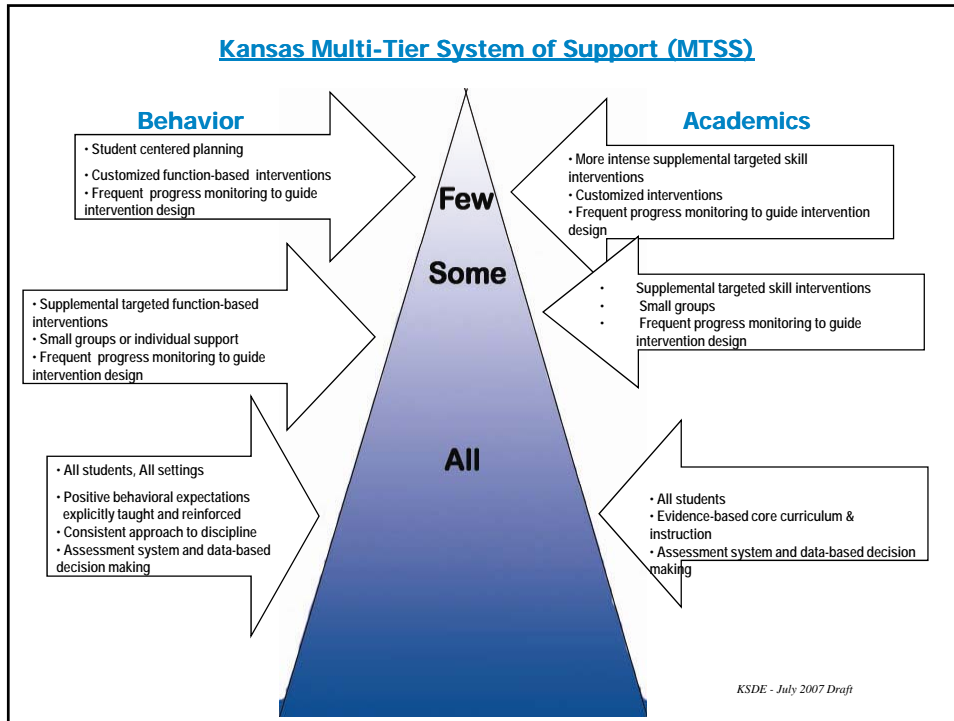 Kansas Multi-Tier System of Support (MTSS)
Behavior
• Student centered planning
• Customized function-based interventions
• Frequent progress monitoring to guide
intervention design
• Supplemental targeted function-based
interventions
• Small groups or individual support
• Frequent progress monitoring to guide
intervention design
• All students, All settings
• Positive behavioral expectations
explicitly taught and reinforced
• Consistent approach to discipline
• Assessment system and data-based
decision making
Few
Some
All
Academics
• More intense supplemental targeted skill
interventions
• Customized interventions
• Frequent progress monitoring to guide intervention
design
• Supplemental targeted skill interventions
• Small groups
• Frequent progress monitoring to guide
intervention design
• All students
• Evidence-based core curriculum &
instruction
• Assessment system and data-based decision
making
KSDE - July 2007 Draft